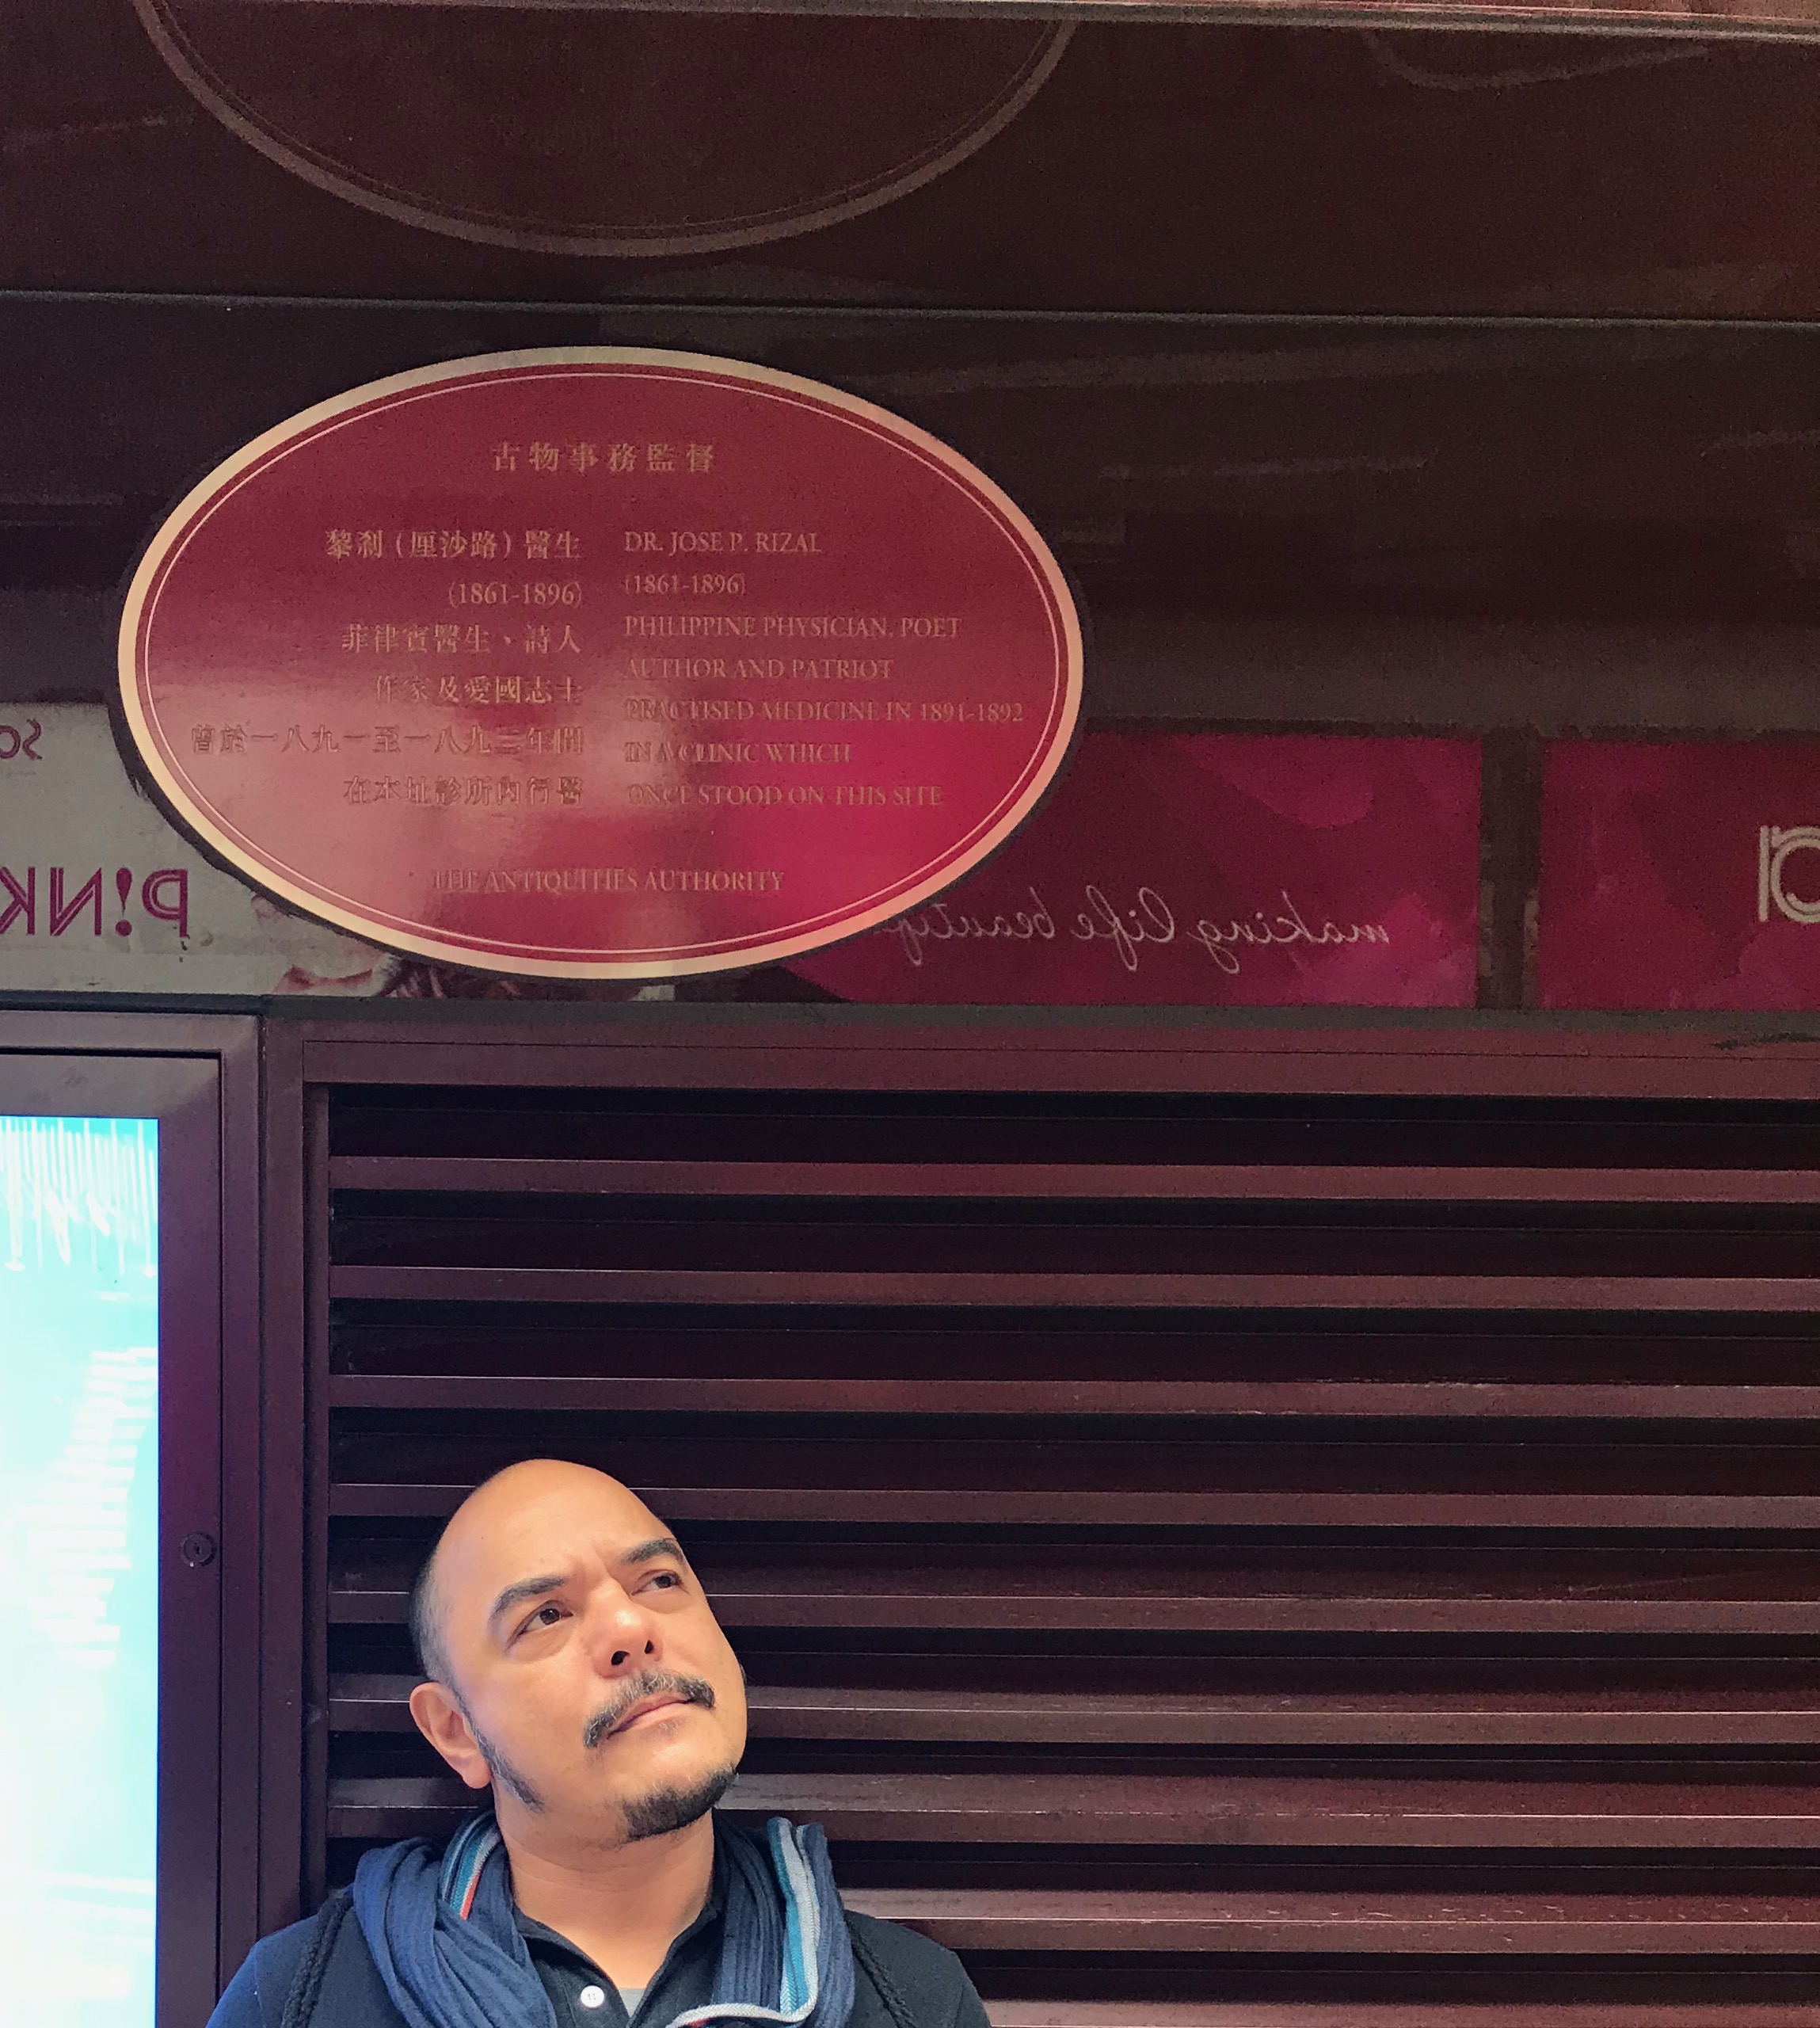 古物事務監督
黎刹（厘沙路）醫生
(1861-1896)
菲律賓醫生、詩人
作家及愛國志士
曾於一八九一至一八九二年間
在本址診所內行醫
DR. JOSE P. RIZAL
(1861-1896)
PHILIPPINE PHYSICIAN, POET
AUTHOR AND PATRIOT
PRACTISED MEDICINE IN 1891-1892
IN A CLINIC WHICH
ONCE STOOD ON THIS SITE
THE ANTIQUITIES AUTHORITY
P!NK
making life